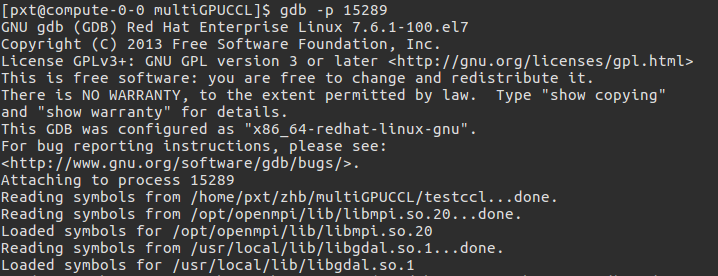 [pxt@compute-0-0 multiGPUCCL]$ gdb -p 15289
GNU gdb (GDB) Red Hat Enterprise Linux 7.6.1-100.el7
Copyright (C) 2013 Free Software Foundation, Inc.
License GPLv3+: GNU GPL version 3 or later <http://gnu.org/licenses/gpl.html>
This is free software: you are free to change and redistribute it.
There is NO WARRANTY, to the extent permitted by law.  Type "show copying"
and "show warranty" for details.
This GDB was configured as "x86_64-redhat-linux-gnu".
For bug reporting instructions, please see:
<http://www.gnu.org/software/gdb/bugs/>.
Attaching to process 15289
Reading symbols from /home/pxt/zhb/multiGPUCCL/testccl...done.
Reading symbols from /opt/openmpi/lib/libmpi.so.20...done.
Loaded symbols for /opt/openmpi/lib/libmpi.so.20
Reading symbols from /usr/local/lib/libgdal.so.1...done.
Loaded symbols for /usr/local/lib/libgdal.so.1